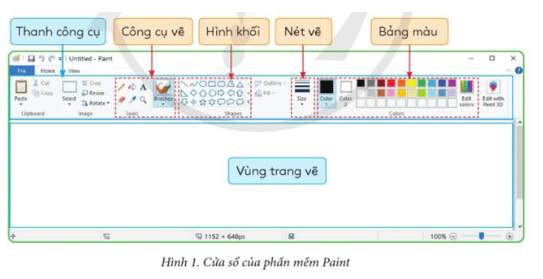 Thanh công cụ Công cụ vẽ Hình khối Nét vẽ Bảng màu
Untitled - Paint
File Home View
Paste Cut Copy Select Crop Resize Rotate A Brushes Outline Fill Size Color 1 Color 2 Edit colors Edit with Paint 3D
Clipboard Image Tools Shapes Colors
Vùng trang vẽ
1152 × 648px 100%
Hình 1. Cửa sổ của phần mềm Paint